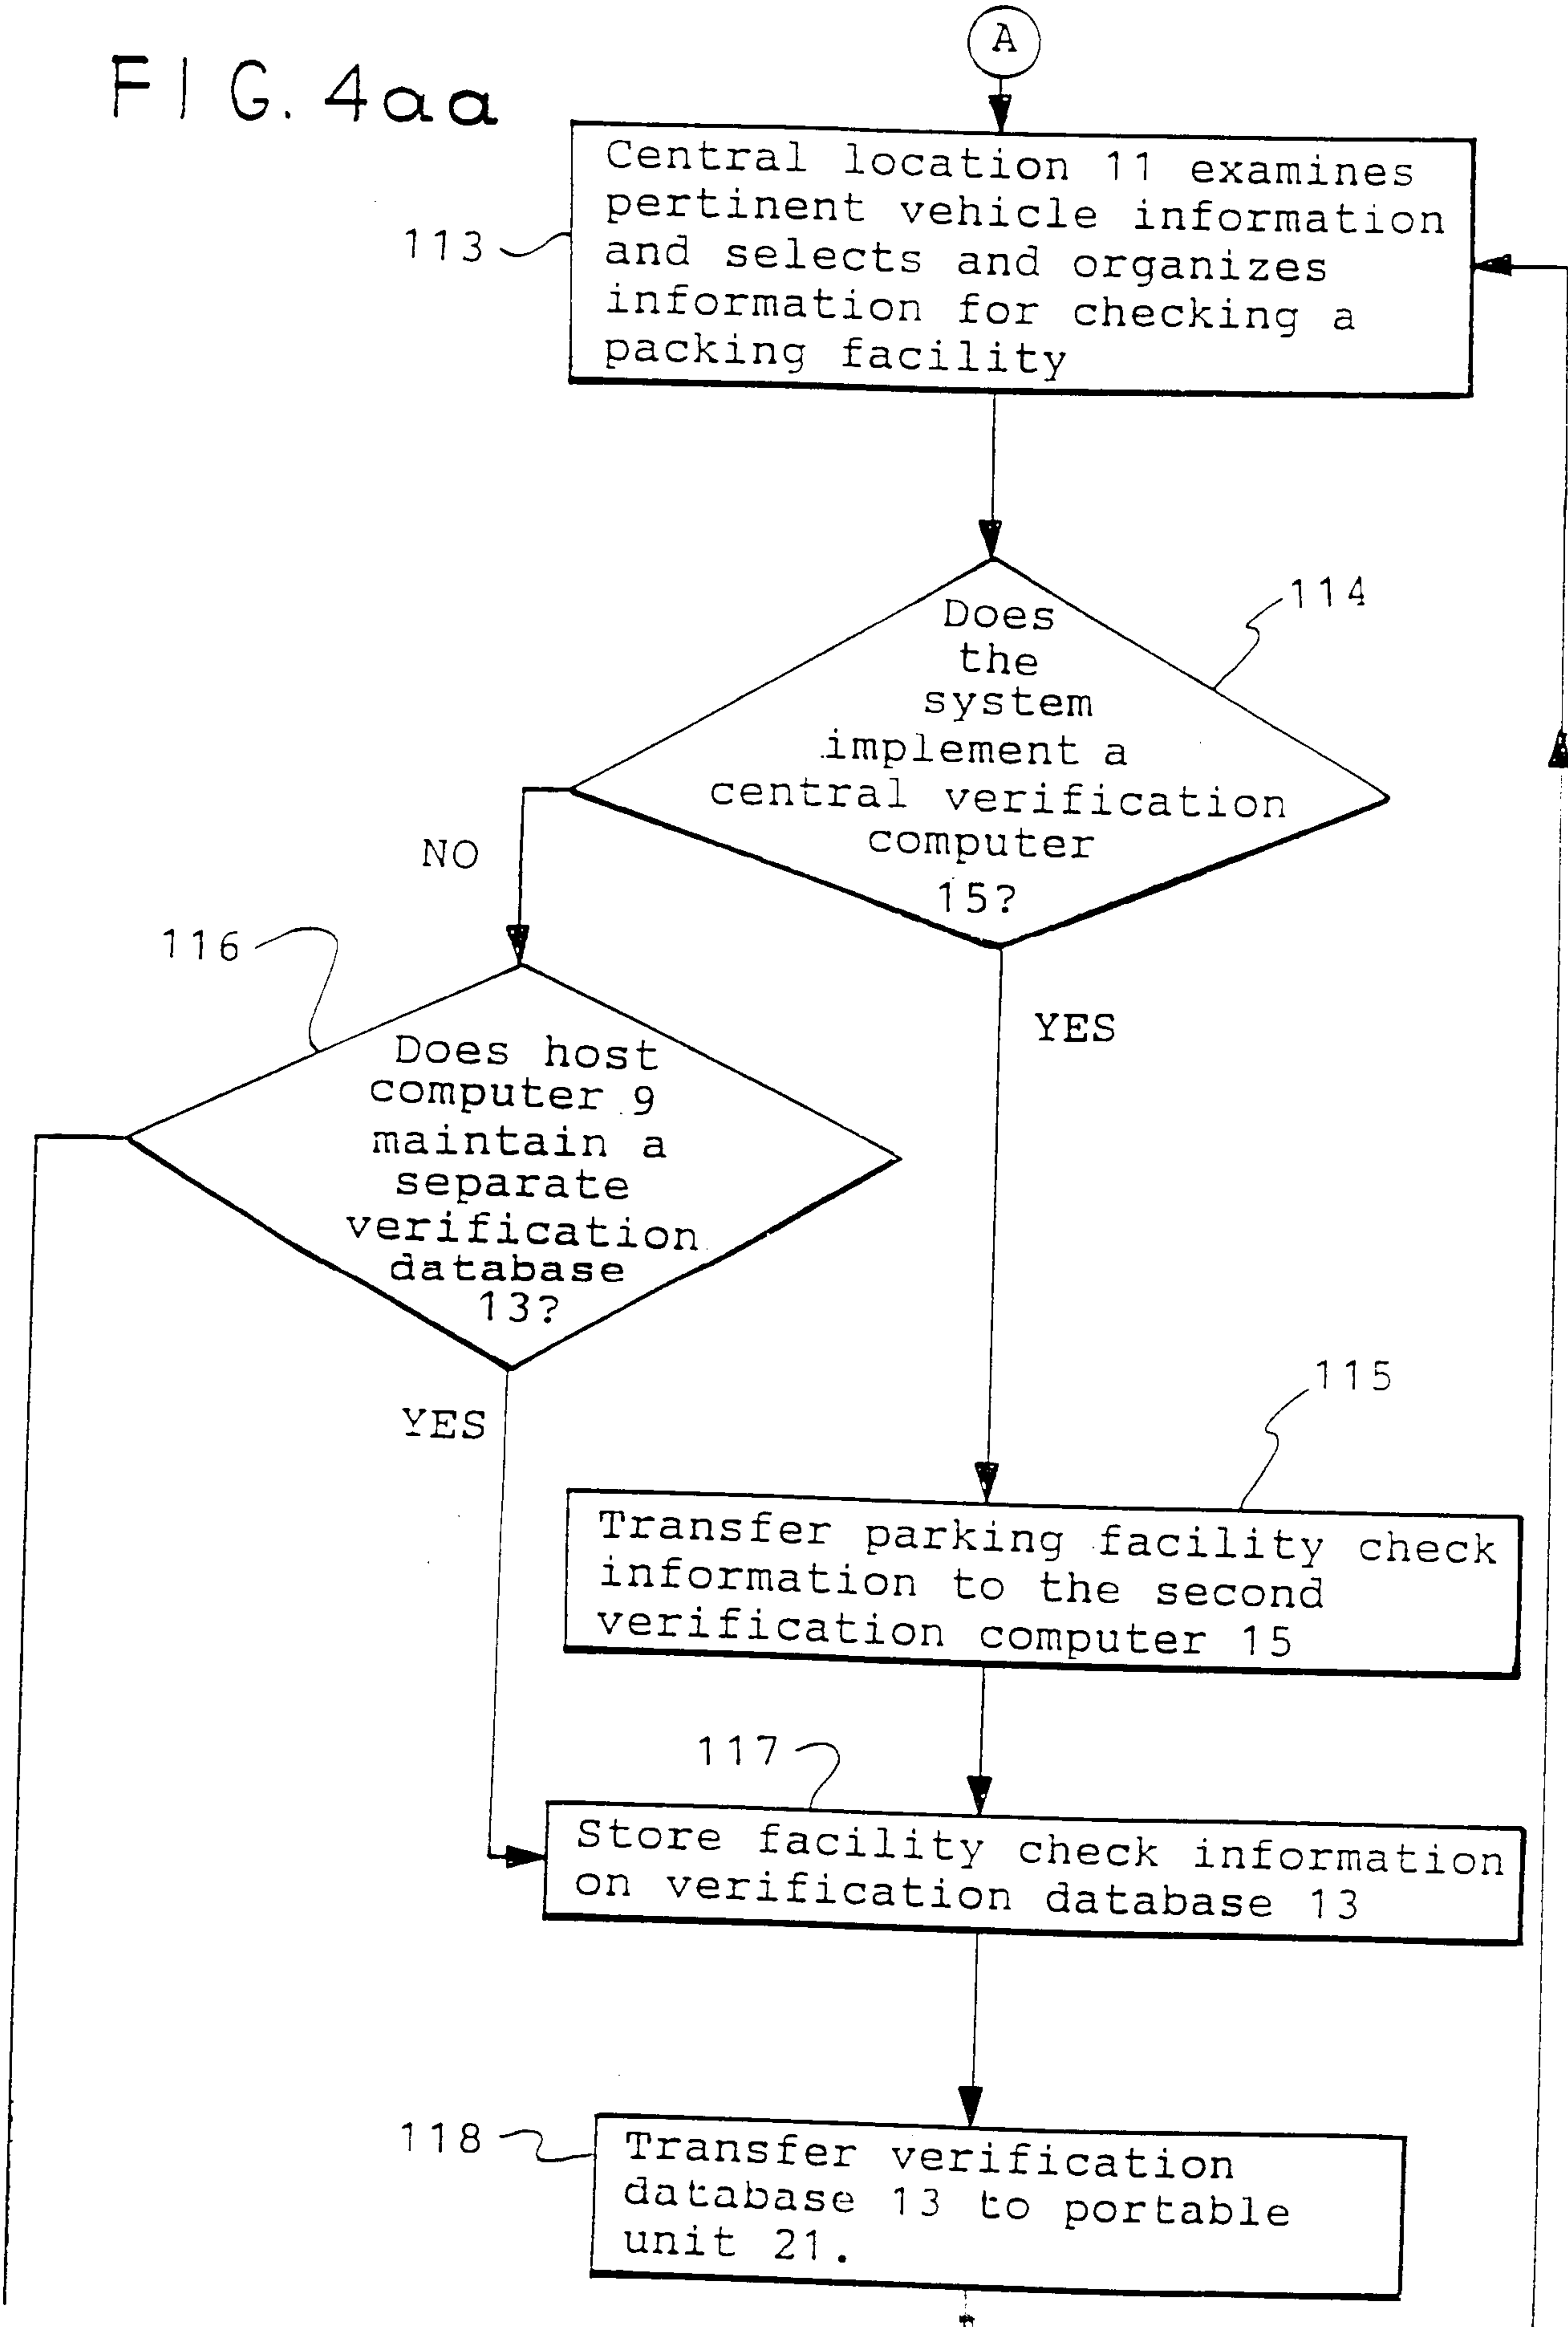 A
FIG. 4aa
Central location 11 examines
pertinent vehicle information
and selects and organizes
information for checking a
packing facility
113
114
Does
the
system
implement a
central verification
computer
15?
NO
YES
116
Does host
computer 9
maintain a
separate
verification
database
13?
YES
115
Transfer parking facility check
information to the second
verification computer 15
117
Store facility check information
on verification database 13
118
Transfer verification
database 13 to portable
unit 21.